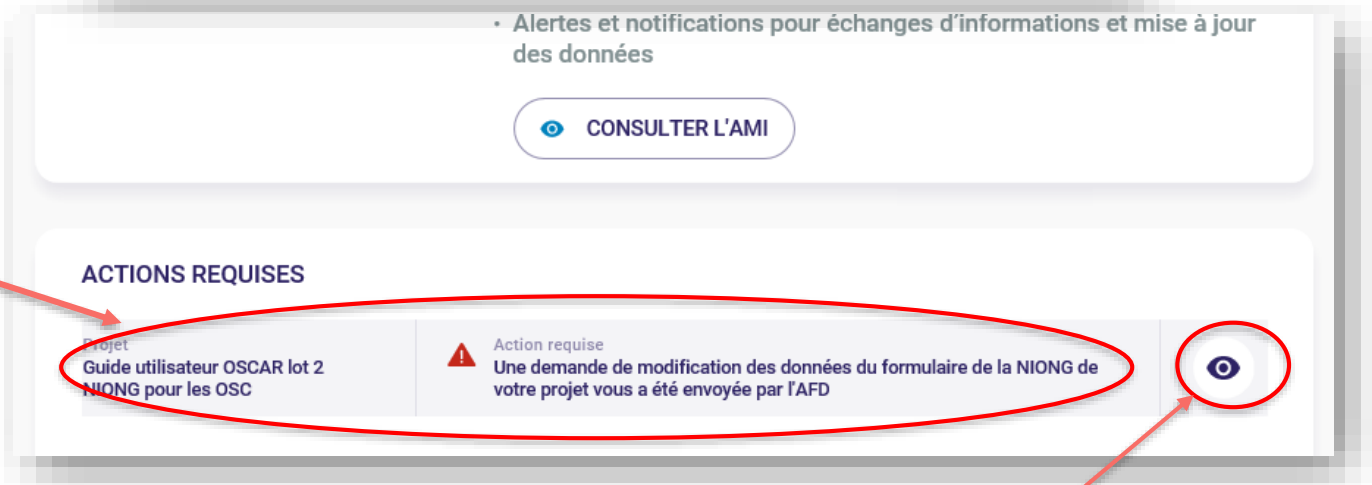 • Alertes et notifications pour échanges d'informations et mise à jour
des données
CONSULTER L'AMI
ACTIONS REQUISES
Projet
Guide utilisateur OSCAR lot 2
NIONG pour les OSC
Action requise
Une demande de modification des données du formulaire de la NIONG de
votre projet vous a été envoyée par l'AFD